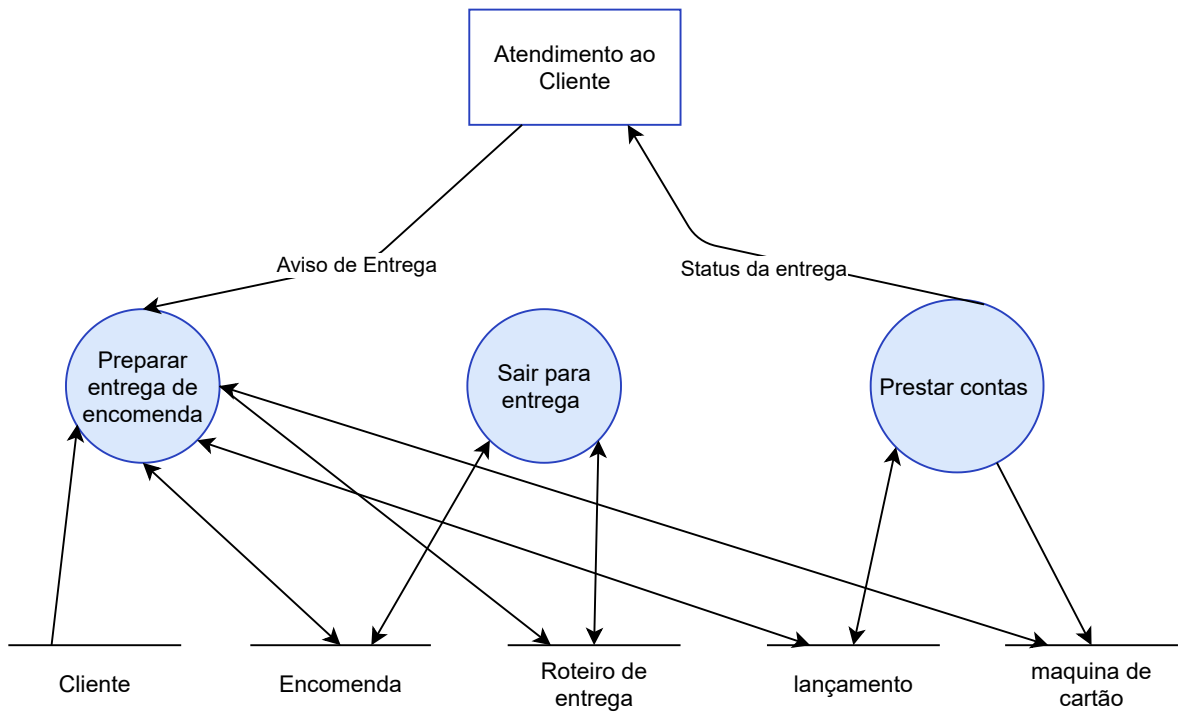 Atendimento ao
Cliente
Aviso de Entrega
Status da entrega
Preparar
entrega de
encomenda
Sair para
entrega
Prestar contas
Cliente
Encomenda
Roteiro de
entrega
lançamento
maquina de
cartão